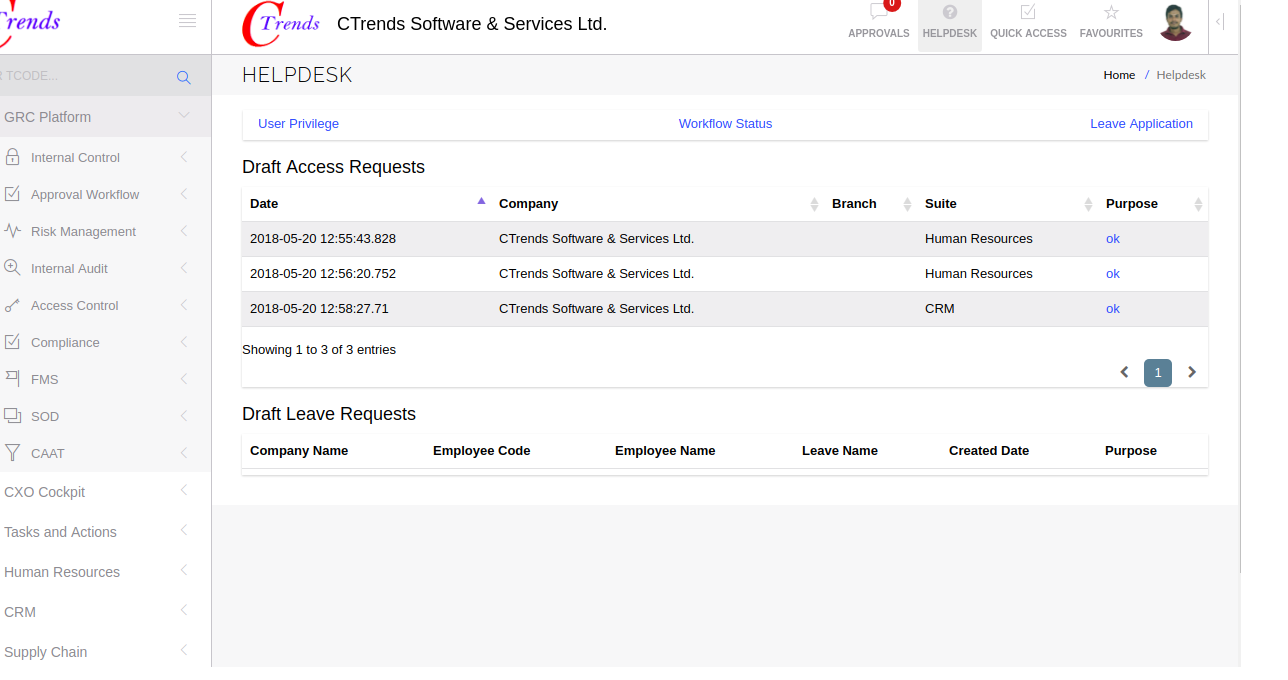 Trends
CTrends CTrends Software & Services Ltd.
0
APPROVALS HELPDESK QUICK ACCESS FAVOURITES
R TCODE...
HELPDESK
Home / Helpdesk
GRC Platform
Internal Control
Approval Workflow
Risk Management
Internal Audit
Access Control
Compliance
FMS
SOD
CAAT
CXO Cockpit
Tasks and Actions
Human Resources
CRM
Supply Chain
User Privilege Workflow Status Leave Application
Draft Access Requests
Date Company Branch Suite Purpose
2018-05-20 12:55:43.828 CTrends Software & Services Ltd. Human Resources ok
2018-05-20 12:56:20.752 CTrends Software & Services Ltd. Human Resources ok
2018-05-20 12:58:27.71 CTrends Software & Services Ltd. CRM ok
Showing 1 to 3 of 3 entries
1
Draft Leave Requests
Company Name Employee Code Employee Name Leave Name Created Date Purpose